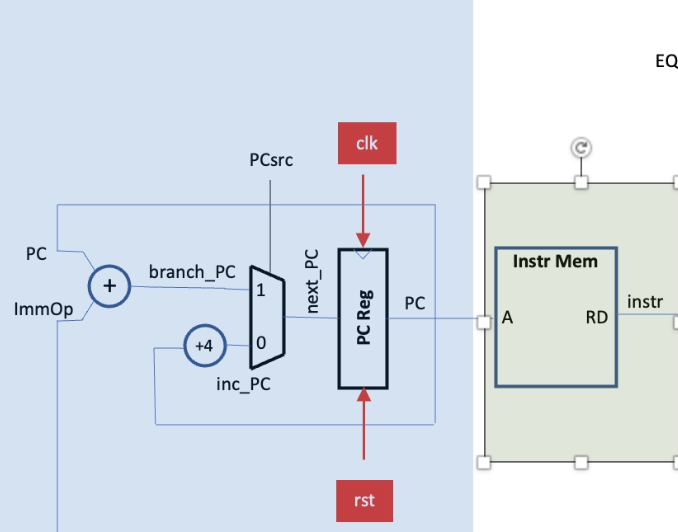 EQ
clk
PCsrc
PC
branch_PC
ImmOp
+
1
next_PC
PC Reg
PC
Instr Mem
A
RD
instr
+4
0
inc_PC
rst